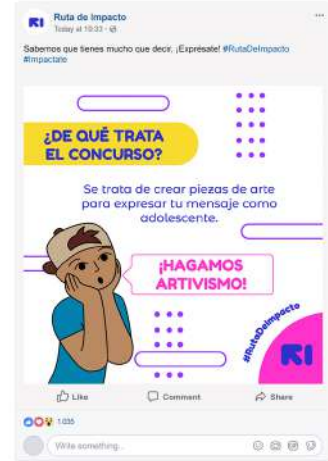 RI
Ruta de Impacto
Today at 19:33
Sabemos que tienes mucho que decir. ¡Exprésate! #RutaDeImpacto
#Impactate
¿DE QUÉ TRATA
EL CONCURSO?
Se trata de crear piezas de arte
para expresar tu mensaje como
adolescente.
¡HAGAMOS
ARTIVISMO!
#RutaDeImpacto
RI
Like
Comment
Share
1.035
Write something...